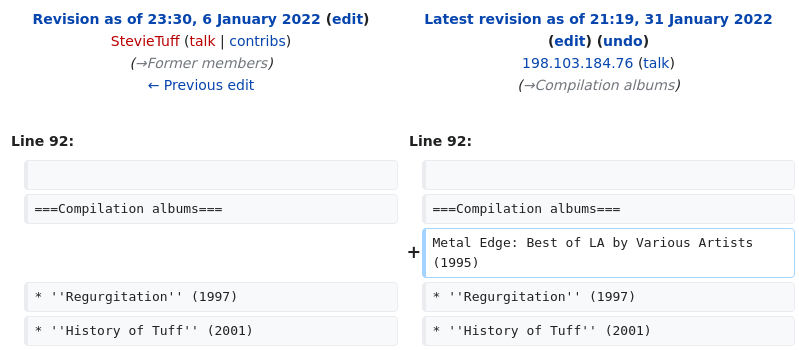 Revision as of 23:30, 6 January 2022 (edit)
StevieTuff (talk | contribs)
(→Former members)
← Previous edit
Latest revision as of 21:19, 31 January 2022
(edit) (undo)
198.103.184.76 (talk)
(→Compilation albums)
Line 92:
Line 92:
===Compilation albums===
===Compilation albums===
+ Metal Edge: Best of LA by Various Artists
(1995)
* ''Regurgitation'' (1997)
* ''Regurgitation'' (1997)
* ''History of Tuff'' (2001)
* ''History of Tuff'' (2001)